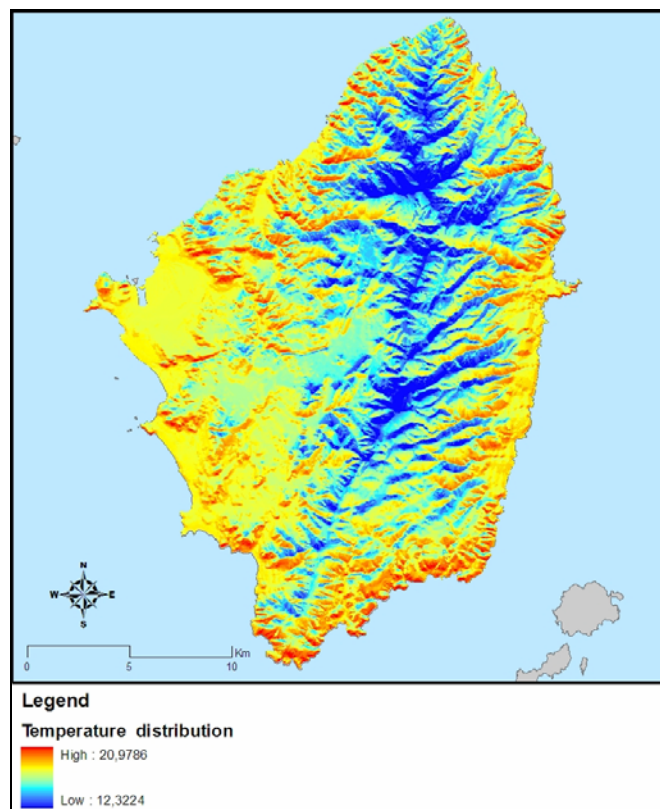 N
W E
S
Km
0 5 10
Legend
Temperature distribution
High : 20,9786
Low : 12,3224